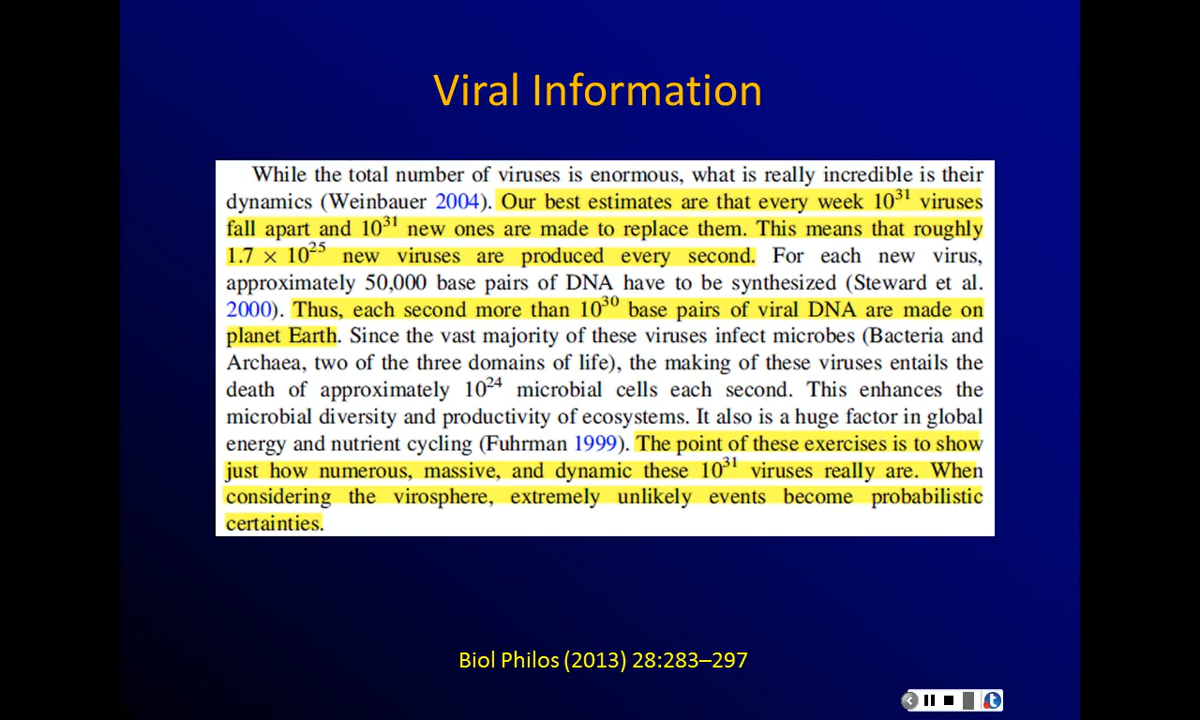 Viral Information
While the total number of viruses is enormous, what is really incredible is their
dynamics (Weinbauer 2004). Our best estimates are that every week 10³¹ viruses
fall apart and 10³¹ new ones are made to replace them. This means that roughly
1.7 × 10²⁵ new viruses are produced every second. For each new virus,
approximately 50,000 base pairs of DNA have to be synthesized (Steward et al.
2000). Thus, each second more than 10³⁰ base pairs of viral DNA are made on
planet Earth. Since the vast majority of these viruses infect microbes (Bacteria and
Archaea, two of the three domains of life), the making of these viruses entails the
death of approximately 10²⁴ microbial cells each second. This enhances the
microbial diversity and productivity of ecosystems. It also is a huge factor in global
energy and nutrient cycling (Fuhrman 1999). The point of these exercises is to show
just how numerous, massive, and dynamic these 10³¹ viruses really are. When
considering the virosphere, extremely unlikely events become probabilistic
certainties.
Biol Philos (2013) 28:283–297